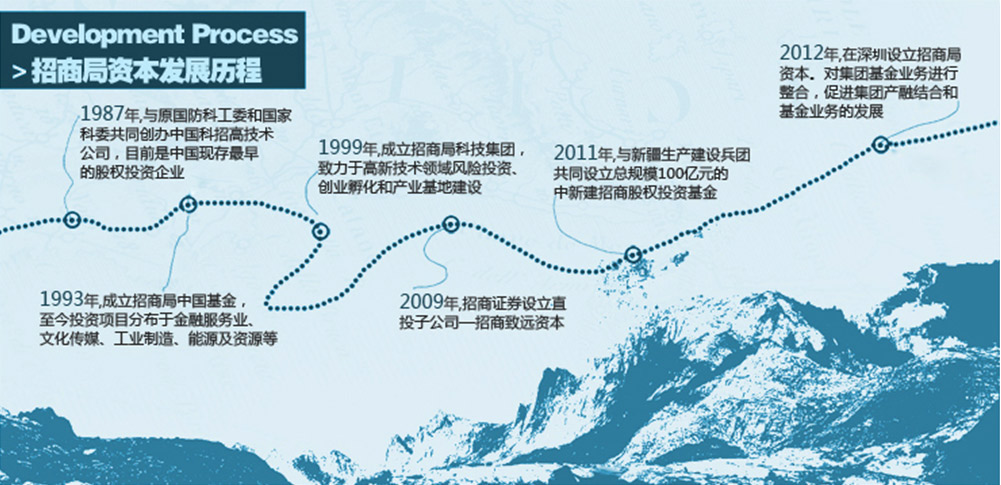 Development Process
> 招商局资本发展历程
1987年,与原国防科工委和国家
科委共同创办中国科招高技术
公司，目前是中国现存最早
的股权投资企业
1993年,成立招商局中国基金，
至今投资项目分布于金融服务业、
文化传媒、工业制造、能源及资源等
1999年,成立招商局科技集团，
致力于高新技术领域风险投资、
创业孵化和产业基地建设
2009年,招商证券设立直
投子公司—招商致远资本
2011年,与新疆生产建设兵团
共同设立总规模100亿元的
中新建招商股权投资基金
2012年,在深圳设立招商局
资本。对集团基金业务进行
整合，促进集团产融结合和
基金业务的发展